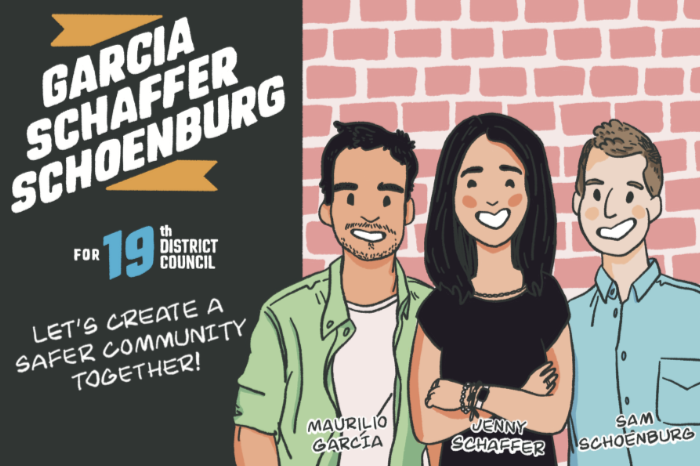 GARCIA
SCHAFFER
SCHOENBURG
FOR 19th DISTRICT
COUNCIL
LET'S CREATE A
SAFER COMMUNITY
TOGETHER!
MAURILIO
GARCÍA
JENNY
SCHAFFER
SAM
SCHOENBURG